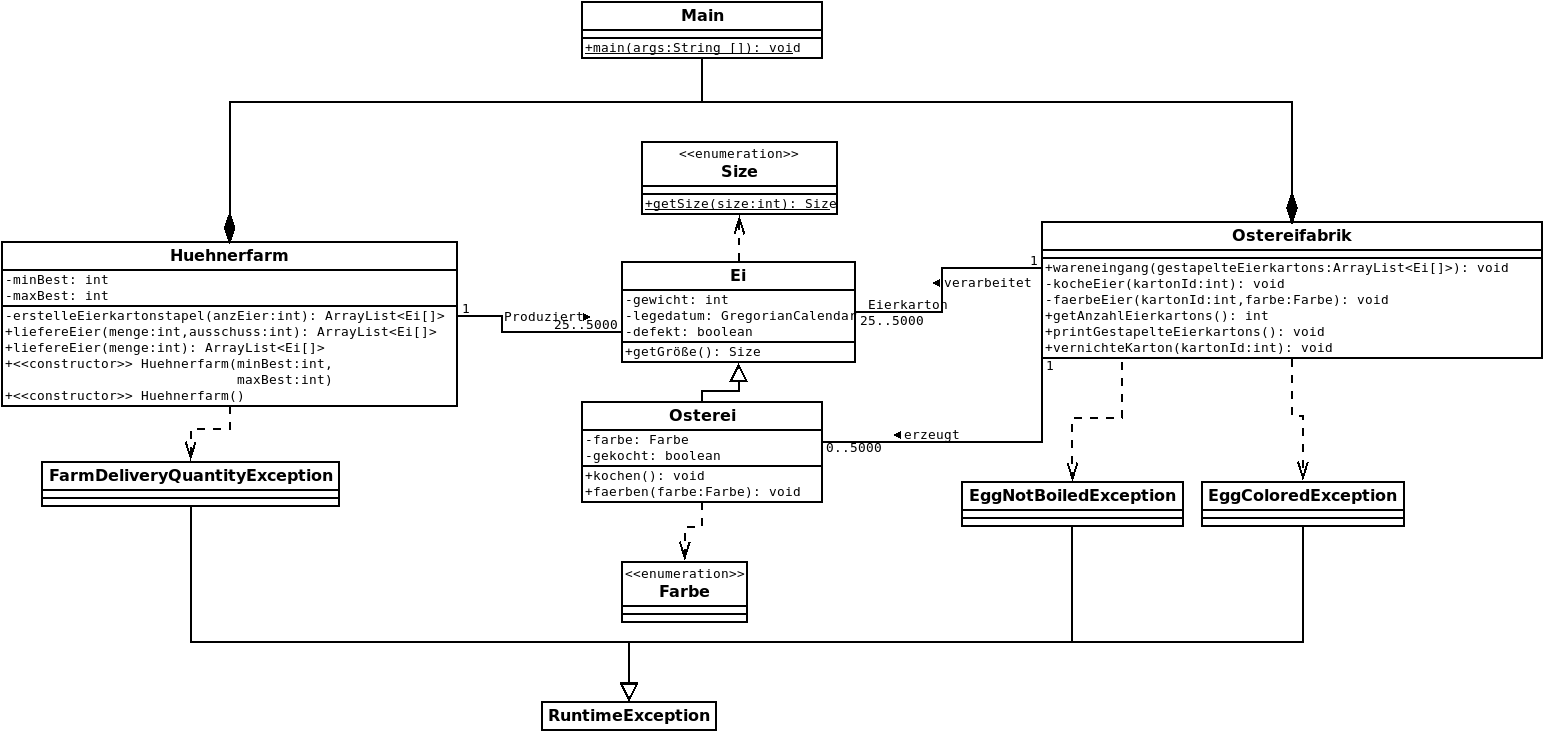 Main
+main(args:String []): void
<<enumeration>>
Size
+getSize(size:int): Size
Huehnerfarm
-minBest: int
-maxBest: int
-erstelleEierkartonstapel(anzEier:int): ArrayList<Ei[]>
+liefereEier(menge:int,ausschuss:int): ArrayList<Ei[]>
+liefereEier(menge:int): ArrayList<Ei[]>
+<<constructor>> Huehnerfarm(minBest:int,
maxBest:int)
+<<constructor>> Huehnerfarm()
1
Produziert
25..5000
Ei
-gewicht: int
-legedatum: GregorianCalendar
-defekt: boolean
+getGröße(): Size
1
verarbeitet
Eierkarton
25..5000
Ostereifabrik
+wareneingang(gestapelteEierkartons:ArrayList<Ei[]>): void
-kocheEier(kartonId:int): void
-faerbeEier(kartonId:int,farbe:Farbe): void
+getAnzahlEierkartons(): int
+printGestapelteEierkartons(): void
+vernichteKarton(kartonId:int): void
1
erzeugt
0..5000
Osterei
-farbe: Farbe
-gekocht: boolean
+kochen(): void
+faerben(farbe:Farbe): void
FarmDeliveryQuantityException
EggNotBoiledException
EggColoredException
<<enumeration>>
Farbe
RuntimeException